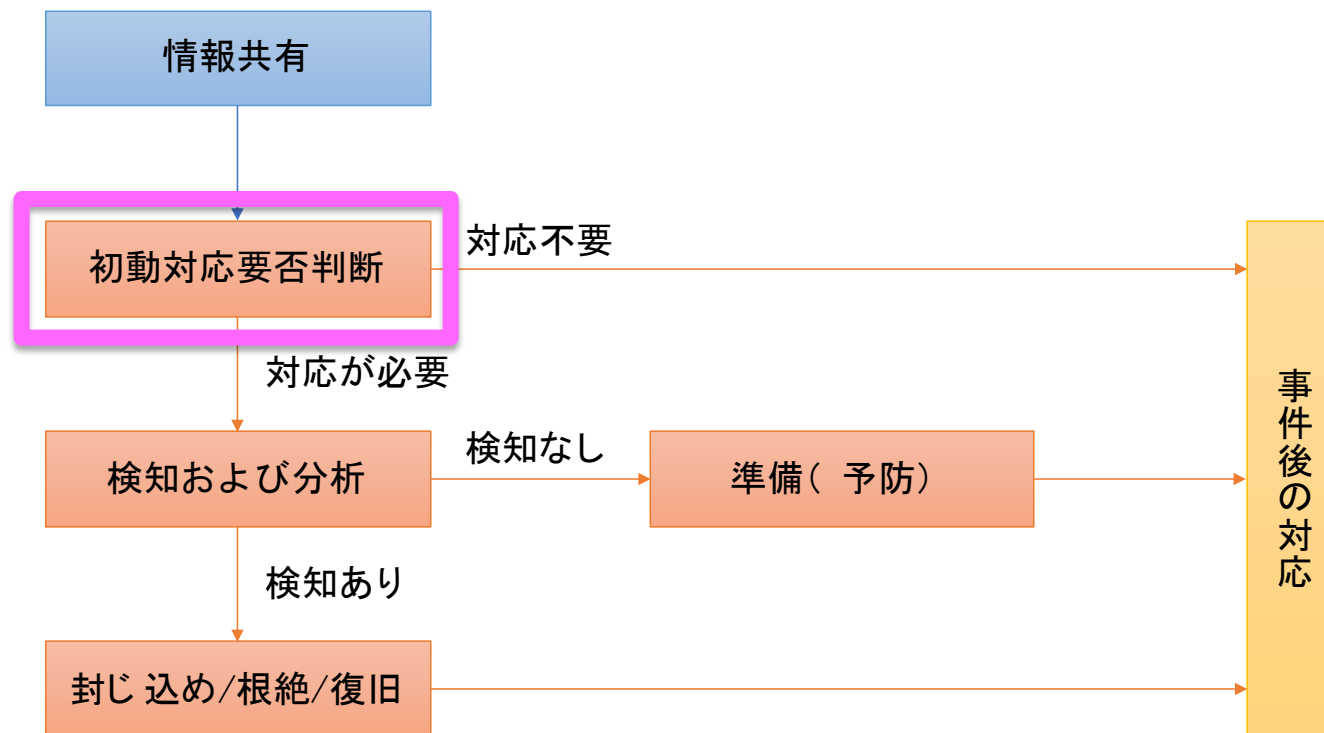 情報共有
初動対応要否判断
対応不要
対応が必要
検知および分析
検知なし
準備( 予防)
検知あり
封じ 込め/根絶/復旧
事件後の対応